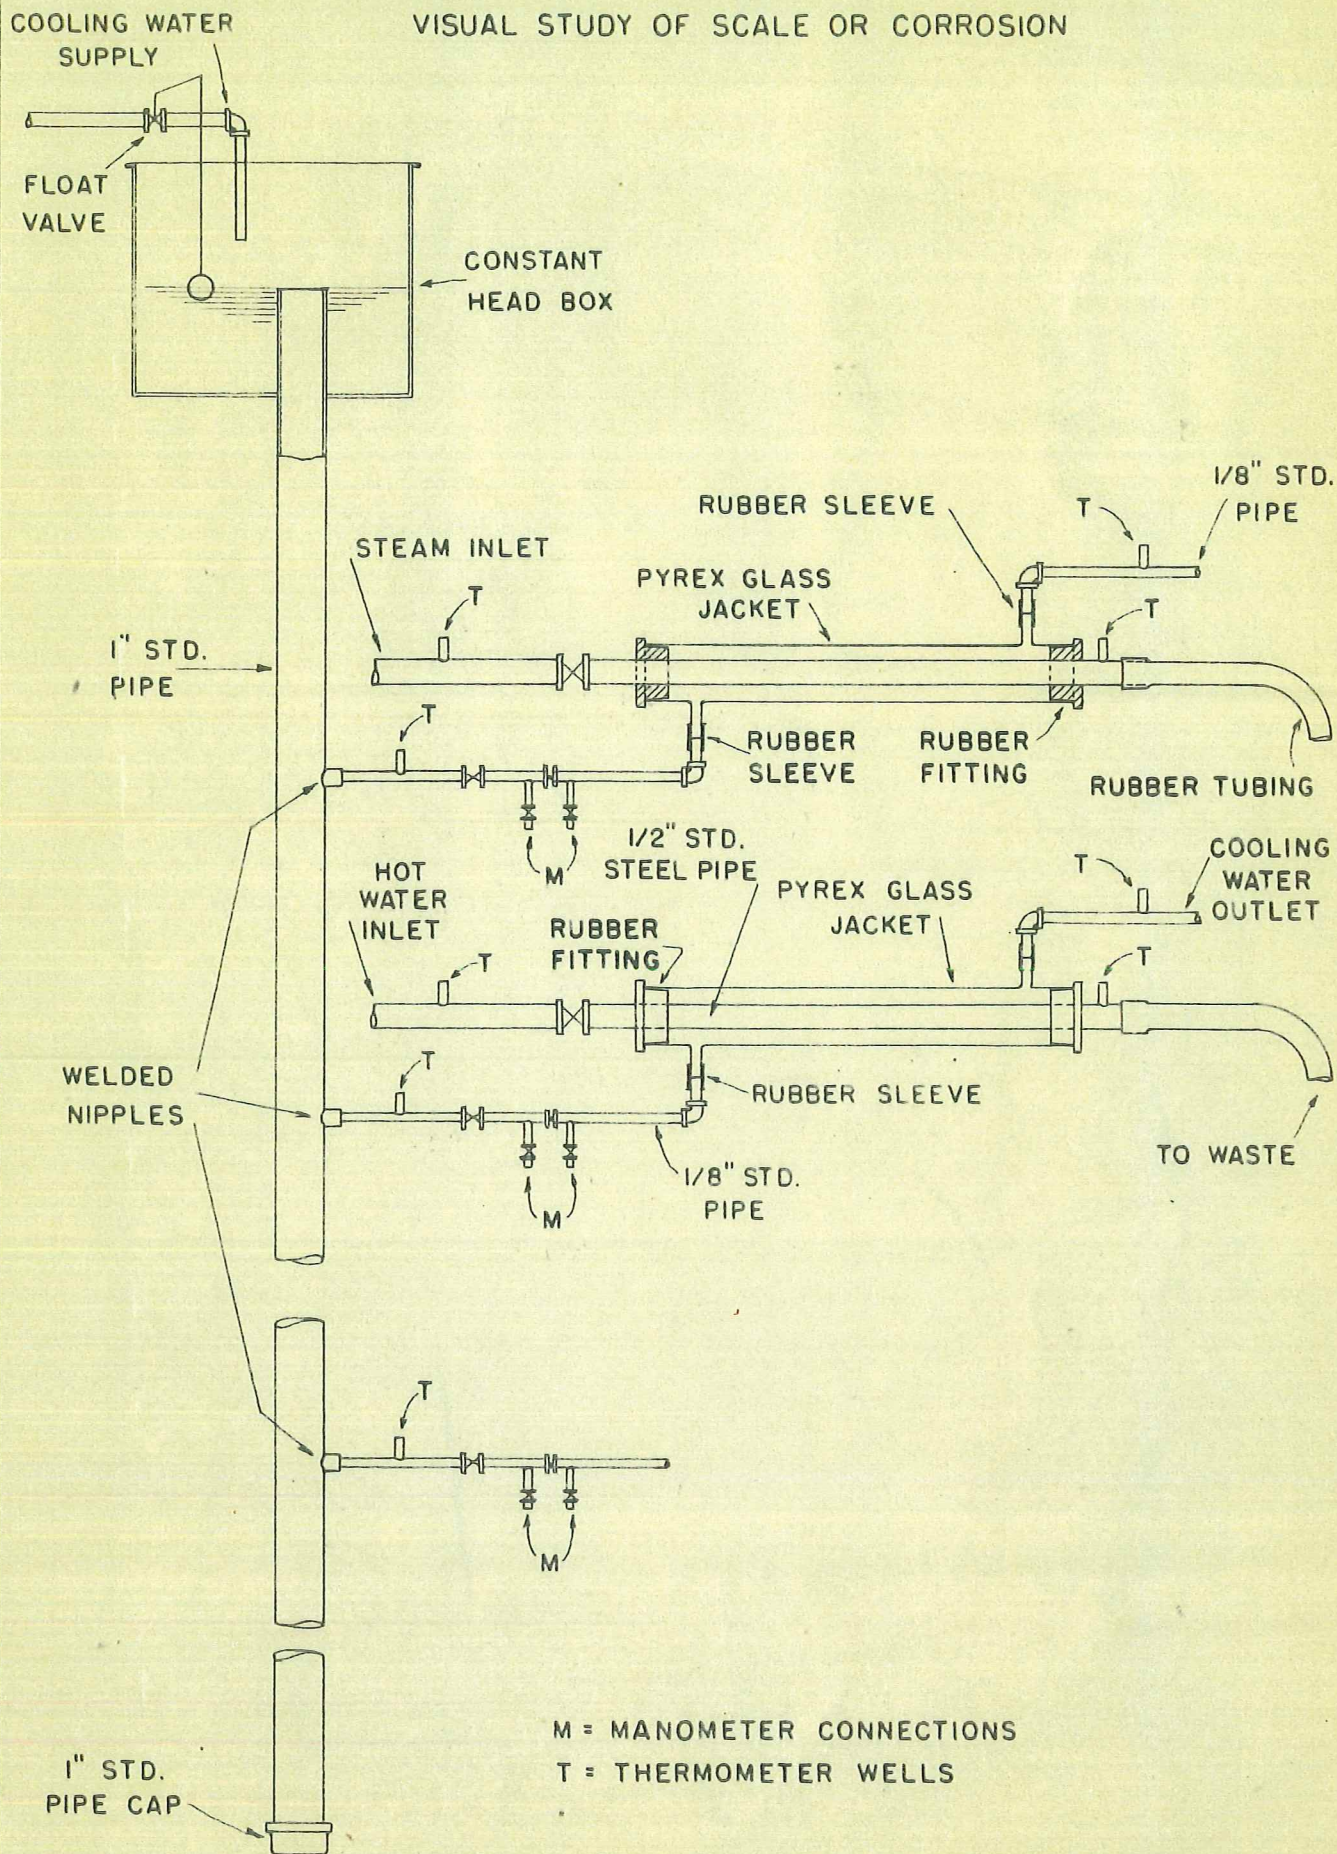 VISUAL STUDY OF SCALE OR CORROSION
COOLING WATER
SUPPLY
FLOAT
VALVE
CONSTANT
HEAD BOX
1/8" STD.
PIPE
T
RUBBER SLEEVE
STEAM INLET
T
PYREX GLASS
JACKET
T
1" STD.
PIPE
T
RUBBER
SLEEVE
RUBBER
FITTING
RUBBER TUBING
M
1/2" STD.
STEEL PIPE
HOT
WATER
INLET
T
RUBBER
FITTING
PYREX GLASS
JACKET
T
COOLING
WATER
OUTLET
T
WELDED
NIPPLES
T
RUBBER SLEEVE
TO WASTE
1/8" STD.
PIPE
M
T
M
M = MANOMETER CONNECTIONS
T = THERMOMETER WELLS
1" STD.
PIPE CAP